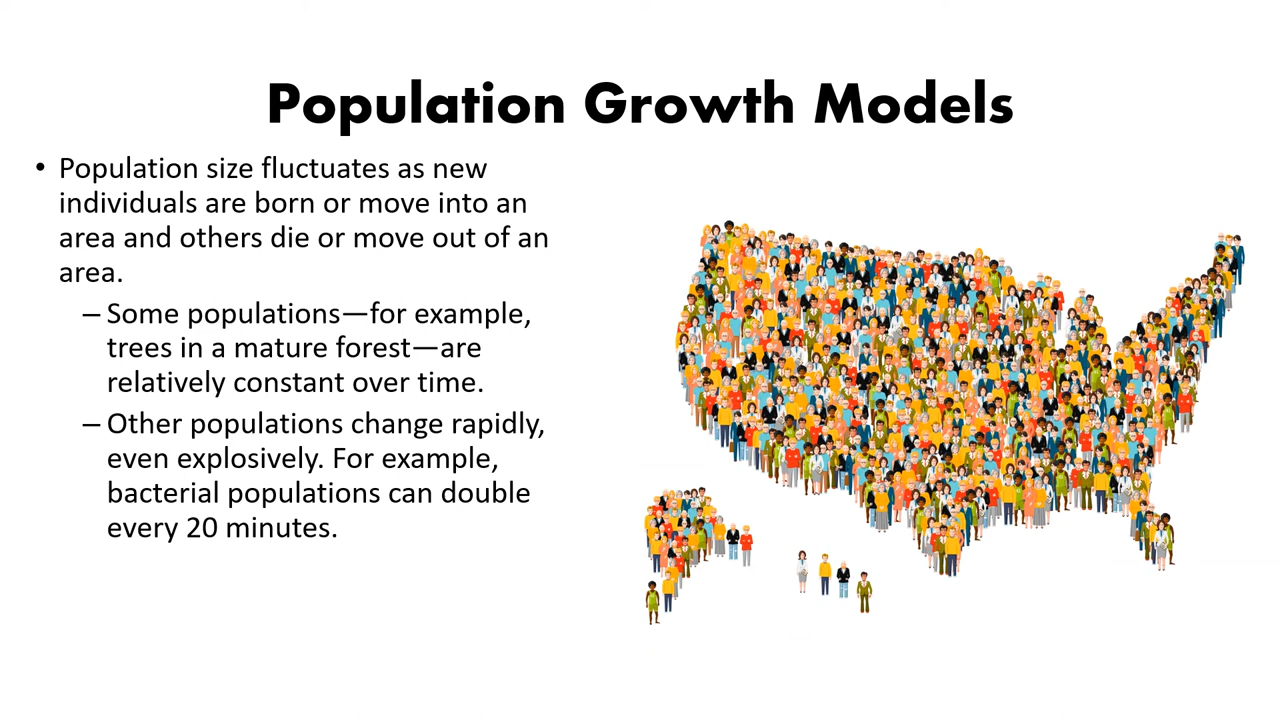 Population Growth Models
• Population size fluctuates as new
individuals are born or move into an
area and others die or move out of an
area.
– Some populations—for example,
trees in a mature forest—are
relatively constant over time.
– Other populations change rapidly,
even explosively. For example,
bacterial populations can double
every 20 minutes.